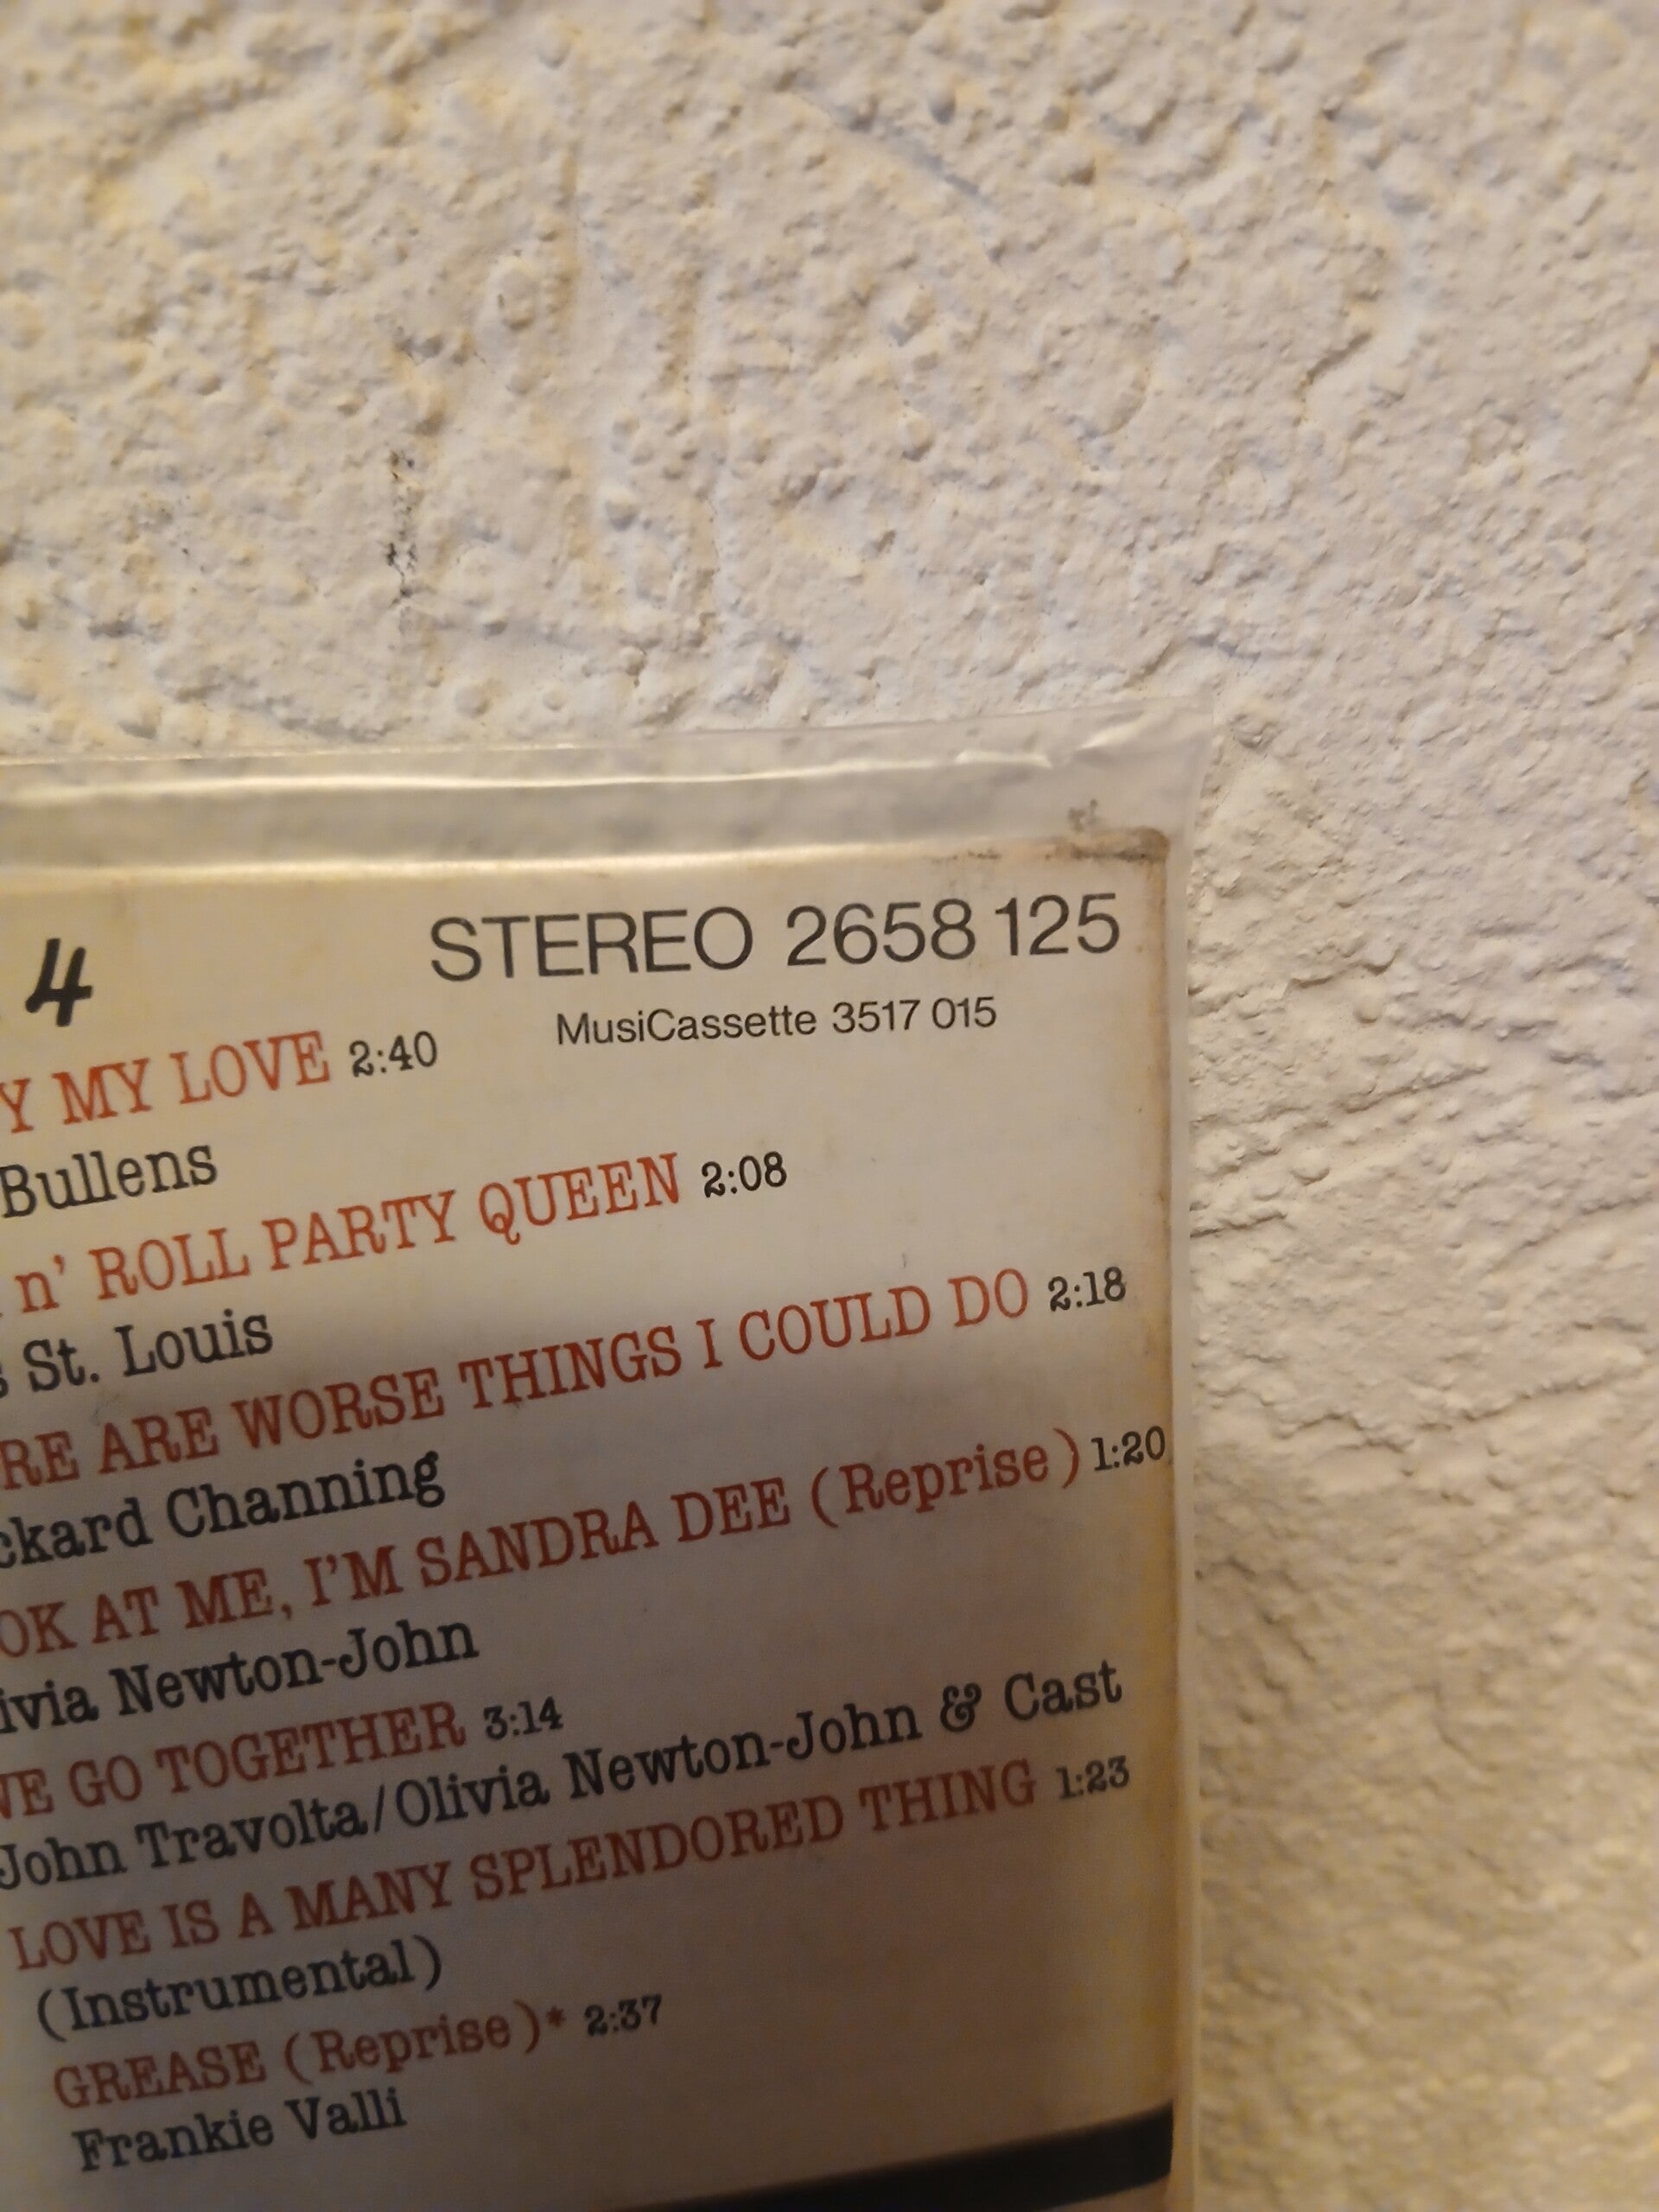 4
STEREO 2658 125
MusiCassette 3517 015
Y MY LOVE 2:40
Bullens
n' ROLL PARTY QUEEN 2:08
s St. Louis
RE ARE WORSE THINGS I COULD DO 2:18
ckard Channing
OK AT ME, I'M SANDRA DEE (Reprise) 1:20
ivia Newton-John
WE GO TOGETHER 3:14
John Travolta/Olivia Newton-John & Cast
LOVE IS A MANY SPLENDORED THING 1:23
(Instrumental)
GREASE (Reprise)* 2:37
Frankie Valli